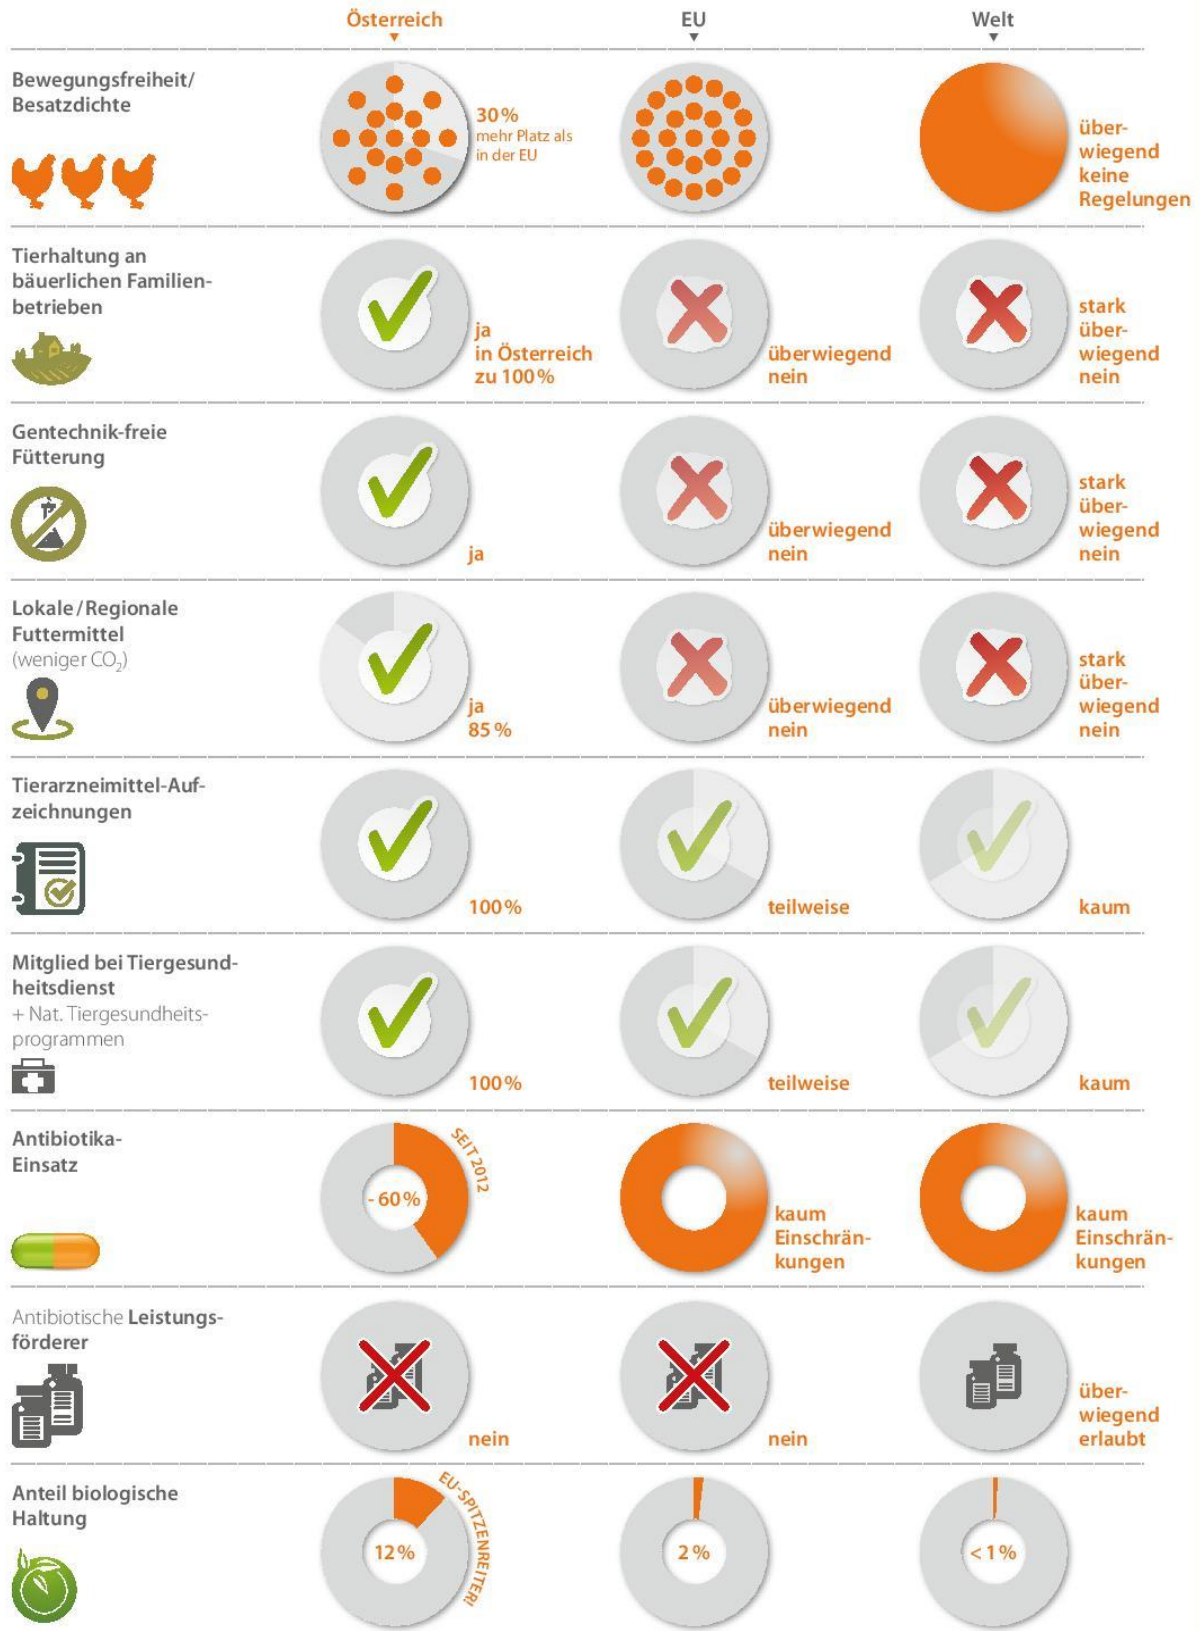 Österreich
EU
Welt
Bewegungsfreiheit/
Besatzdichte
30%
mehr Platz als
in der EU
über-
wiegend
keine
Regelungen
Tierhaltung an
bäuerlichen Familien-
betrieben
ja
in Österreich
zu 100%
überwiegend
nein
stark
über-
wiegend
nein
Gentechnik-freie
Fütterung
ja
überwiegend
nein
stark
über-
wiegend
nein
Lokale/Regionale
Futtermittel
(weniger CO₂)
ja
85%
überwiegend
nein
stark
über-
wiegend
nein
Tierarzneimittel-Auf-
zeichnungen
100%
teilweise
kaum
Mitglied bei Tiergesund-
heitsdienst
+ Nat. Tiergesundheits-
programmen
100%
teilweise
kaum
Antibiotika-
Einsatz
- 60%
SEIT 2012
kaum
Einschrän-
kungen
kaum
Einschrän-
kungen
Antibiotische Leistungs-
förderer
nein
nein
über-
wiegend
erlaubt
Anteil biologische
Haltung
12%
EU-SPITZENREITER!
2%
<1%